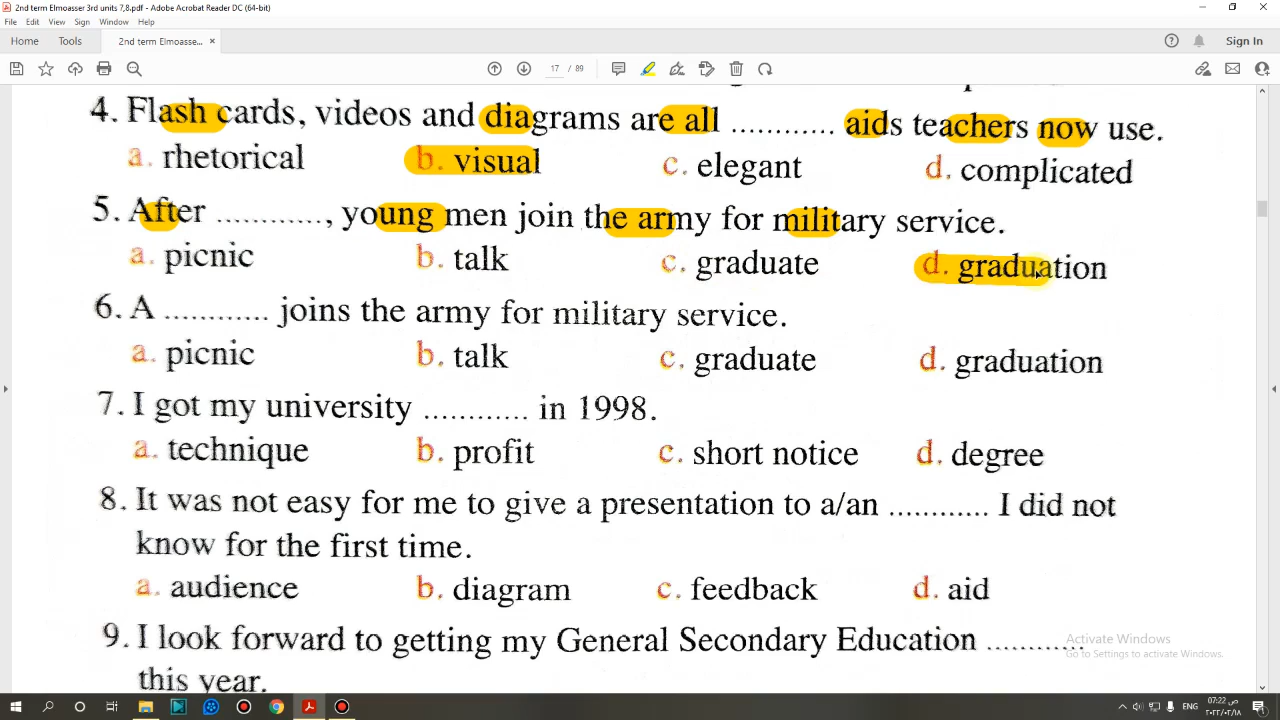 2nd term Elmoasser 3rd units 7,8.pdf - Adobe Acrobat Reader DC (64-bit)
File Edit View Sign Window Help
Home Tools 2nd term Elmoasse... × Sign In
17 / 89
4. Flash cards, videos and diagrams are all ............ aids teachers now use.
a. rhetorical b. visual c. elegant d. complicated
5. After ............, young men join the army for military service.
a. picnic b. talk c. graduate d. graduation
6. A ............ joins the army for military service.
a. picnic b. talk c. graduate d. graduation
7. I got my university ............ in 1998.
a. technique b. profit c. short notice d. degree
8. It was not easy for me to give a presentation to a/an ............ I did not
know for the first time.
a. audience b. diagram c. feedback d. aid
9. I look forward to getting my General Secondary Education ............
this year.
Activate Windows
Go to Settings to activate Windows.
ENG 07:22 ص
٢٠٢٢/٠٢/١٨